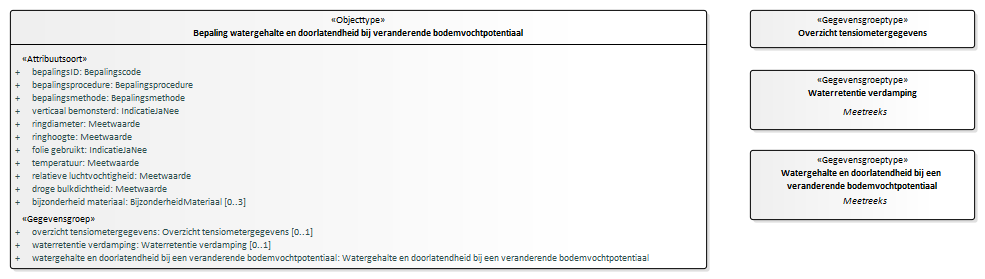 «Objecttype»
Bepaling watergehalte en doorlatendheid bij veranderende bodemvochtpotentiaal
«Attribuutsoort»
+ bepalingsID: Bepalingscode
+ bepalingsprocedure: Bepalingsprocedure
+ bepalingsmethode: Bepalingsmethode
+ verticaal bemonsterd: IndicatieJaNee
+ ringdiameter: Meetwaarde
+ ringhoogte: Meetwaarde
+ folie gebruikt: IndicatieJaNee
+ temperatuur: Meetwaarde
+ relatieve luchtvochtigheid: Meetwaarde
+ droge bulkdichtheid: Meetwaarde
+ bijzonderheid materiaal: BijzonderheidMateriaal [0..3]
«Gegevensgroep»
+ overzicht tensiometergegevens: Overzicht tensiometergegevens [0..1]
+ waterretentie verdamping: Waterretentie verdamping [0..1]
+ watergehalte en doorlatendheid bij een veranderende bodemvochtpotentiaal: Watergehalte en doorlatendheid bij een veranderende bodemvochtpotentiaal
«Gegevensgroeptype»
Overzicht tensiometergegevens
«Gegevensgroeptype»
Waterretentie verdamping
Meetreeks
«Gegevensgroeptype»
Watergehalte en doorlatendheid bij een
veranderende bodemvochtpotentiaal
Meetreeks